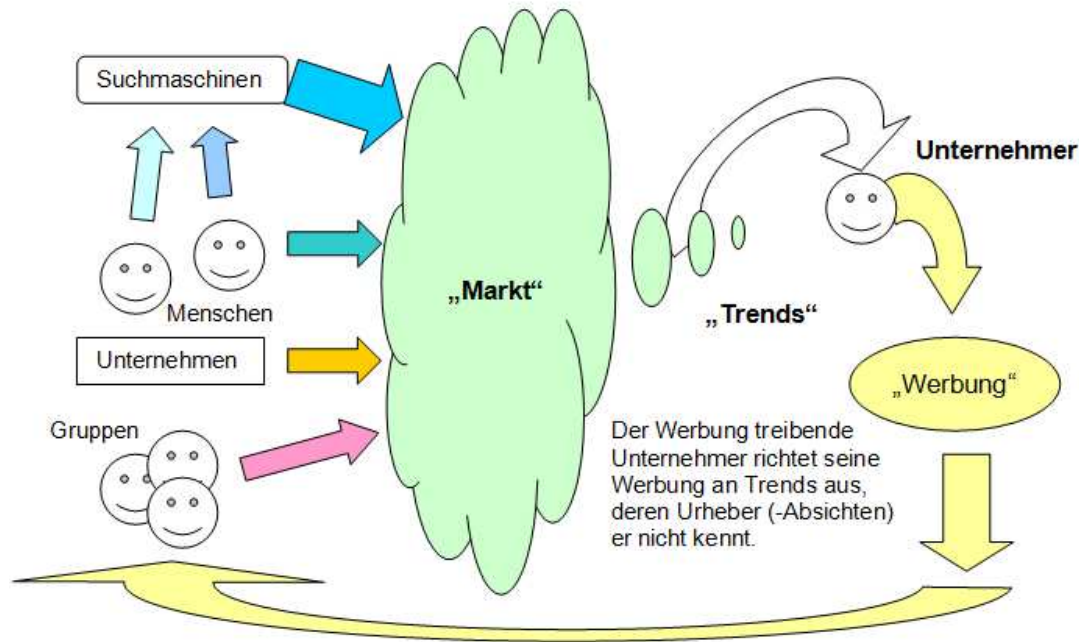 Suchmaschinen
Menschen
Unternehmen
Gruppen
„Markt“
„Trends“
Unternehmer
„Werbung“
Der Werbung treibende
Unternehmer richtet seine
Werbung an Trends aus,
deren Urheber (-Absichten)
er nicht kennt.